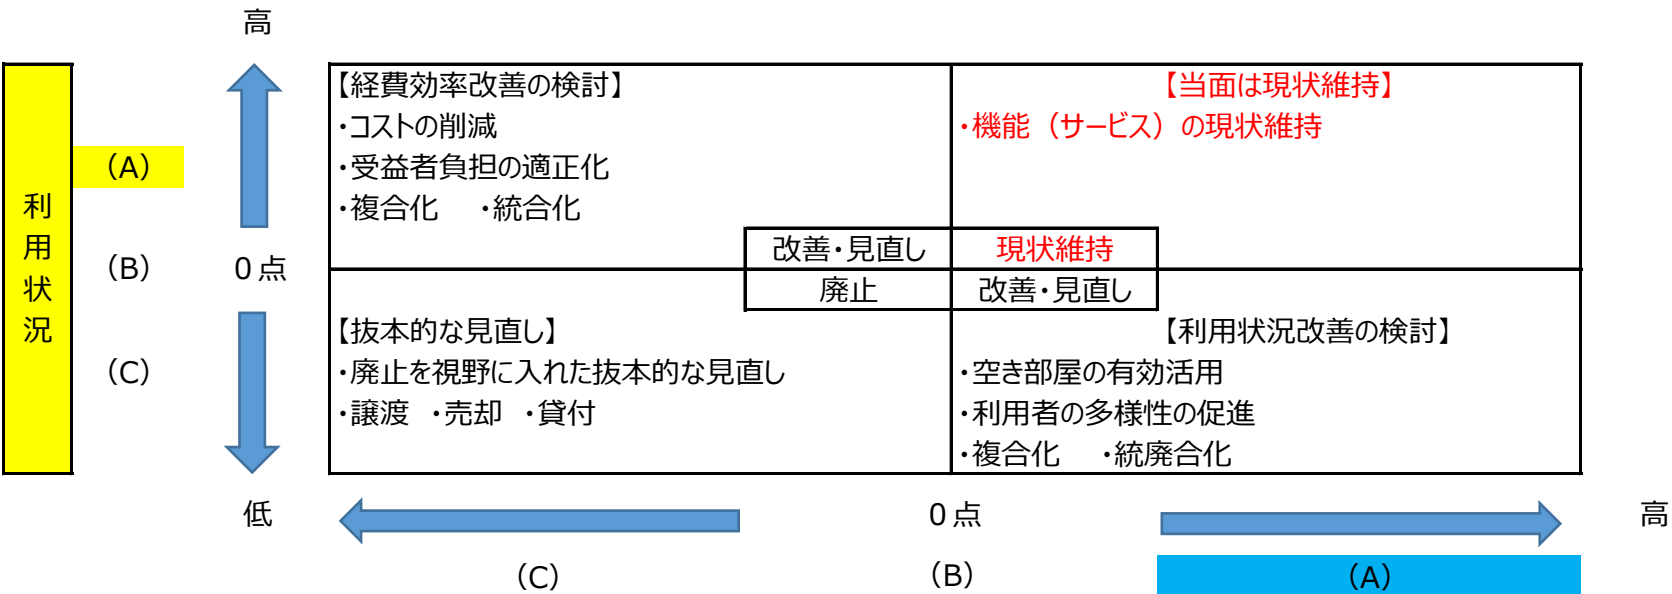 高
利用状況
(A)
(B)
(C)
0点
【経費効率改善の検討】
・コストの削減
・受益者負担の適正化
・複合化 ・統合化
【当面は現状維持】
・機能（サービス）の現状維持
改善・見直し
現状維持
廃止
改善・見直し
【抜本的な見直し】
・廃止を視野に入れた抜本的な見直し
・譲渡 ・売却 ・貸付
【利用状況改善の検討】
・空き部屋の有効活用
・利用者の多様性の促進
・複合化 ・統廃合化
低
0点
高
(C)
(B)
(A)